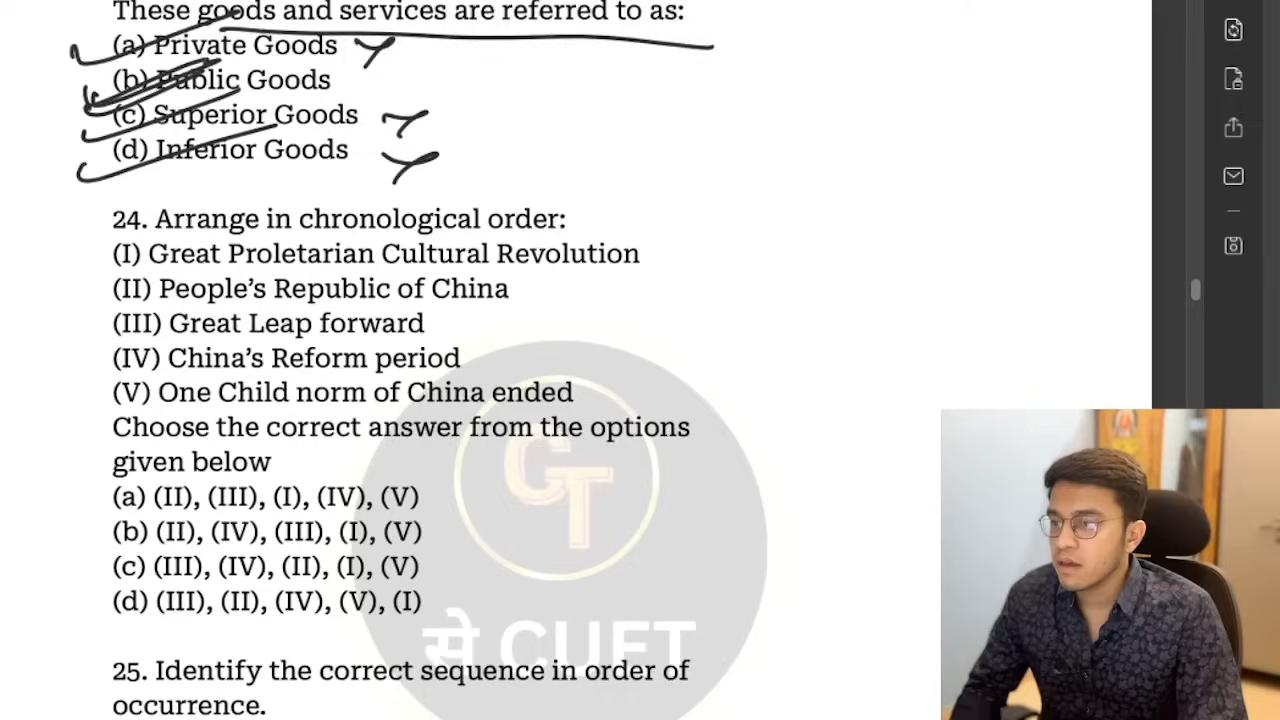 These goods and services are referred to as:
(a) Private Goods
(b) Public Goods
(c) Superior Goods
(d) Inferior Goods
24. Arrange in chronological order:
(I) Great Proletarian Cultural Revolution
(II) People’s Republic of China
(III) Great Leap forward
(IV) China’s Reform period
(V) One Child norm of China ended
Choose the correct answer from the options
given below
(a) (II), (III), (I), (IV), (V)
(b) (II), (IV), (III), (I), (V)
(c) (III), (IV), (II), (I), (V)
(d) (III), (II), (IV), (V), (I)
CT
से CUET
25. Identify the correct sequence in order of
occurrence.